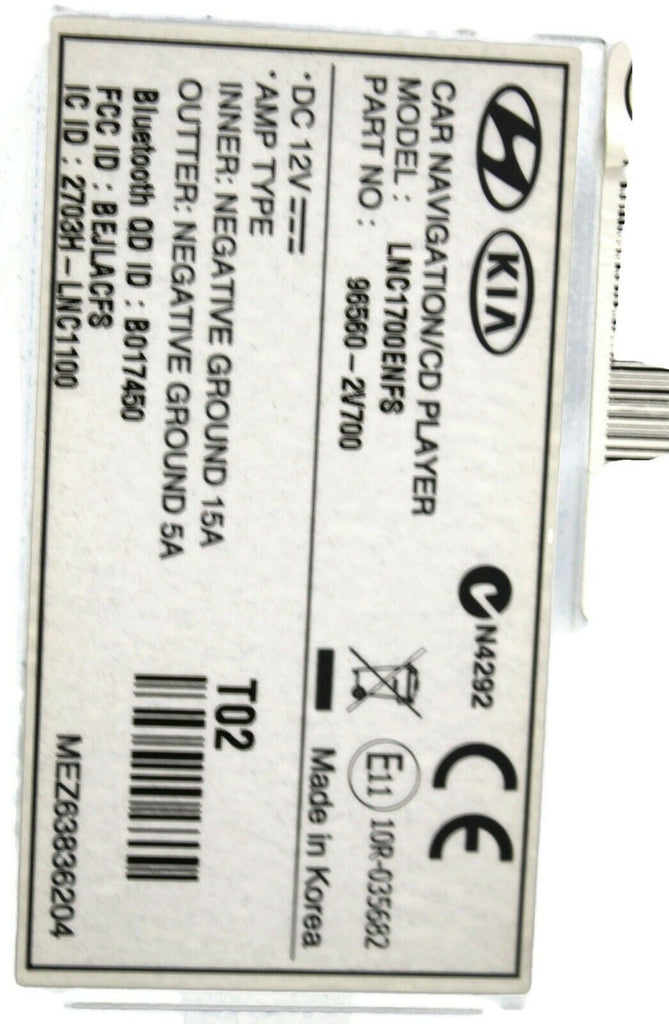 KIA
CAR NAVIGATION/CD PLAYER
MODEL : LNC1700ENFS
PART NO : 96560-2V700
N4292
CE
E11 10R-035682
Made in Korea
*DC 12V
*AMP TYPE
INNER: NEGATIVE GROUND 15A
OUTTER: NEGATIVE GROUND 5A
Bluetooth QD ID : B017450
FCC ID : BEJLACFS
IC ID : 2703H-LNC1100
T02
MEZ63836204